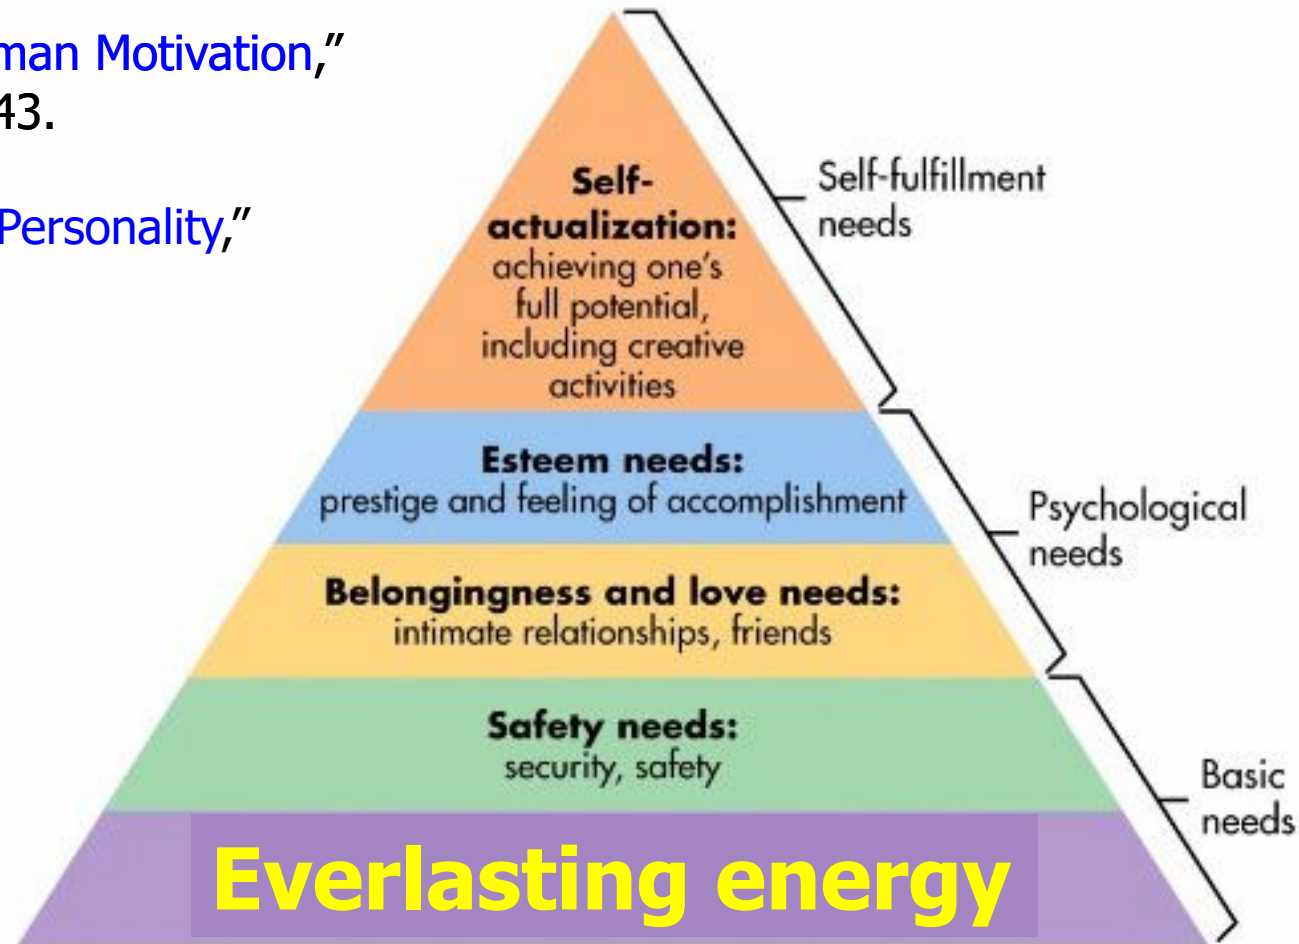 man Motivation,”
43.
Personality,”
Self-
actualization:
achieving one’s
full potential,
including creative
activities
Self-fulfillment
needs
Esteem needs:
prestige and feeling of accomplishment
Psychological
needs
Belongingness and love needs:
intimate relationships, friends
Safety needs:
security, safety
Basic
needs
Everlasting energy